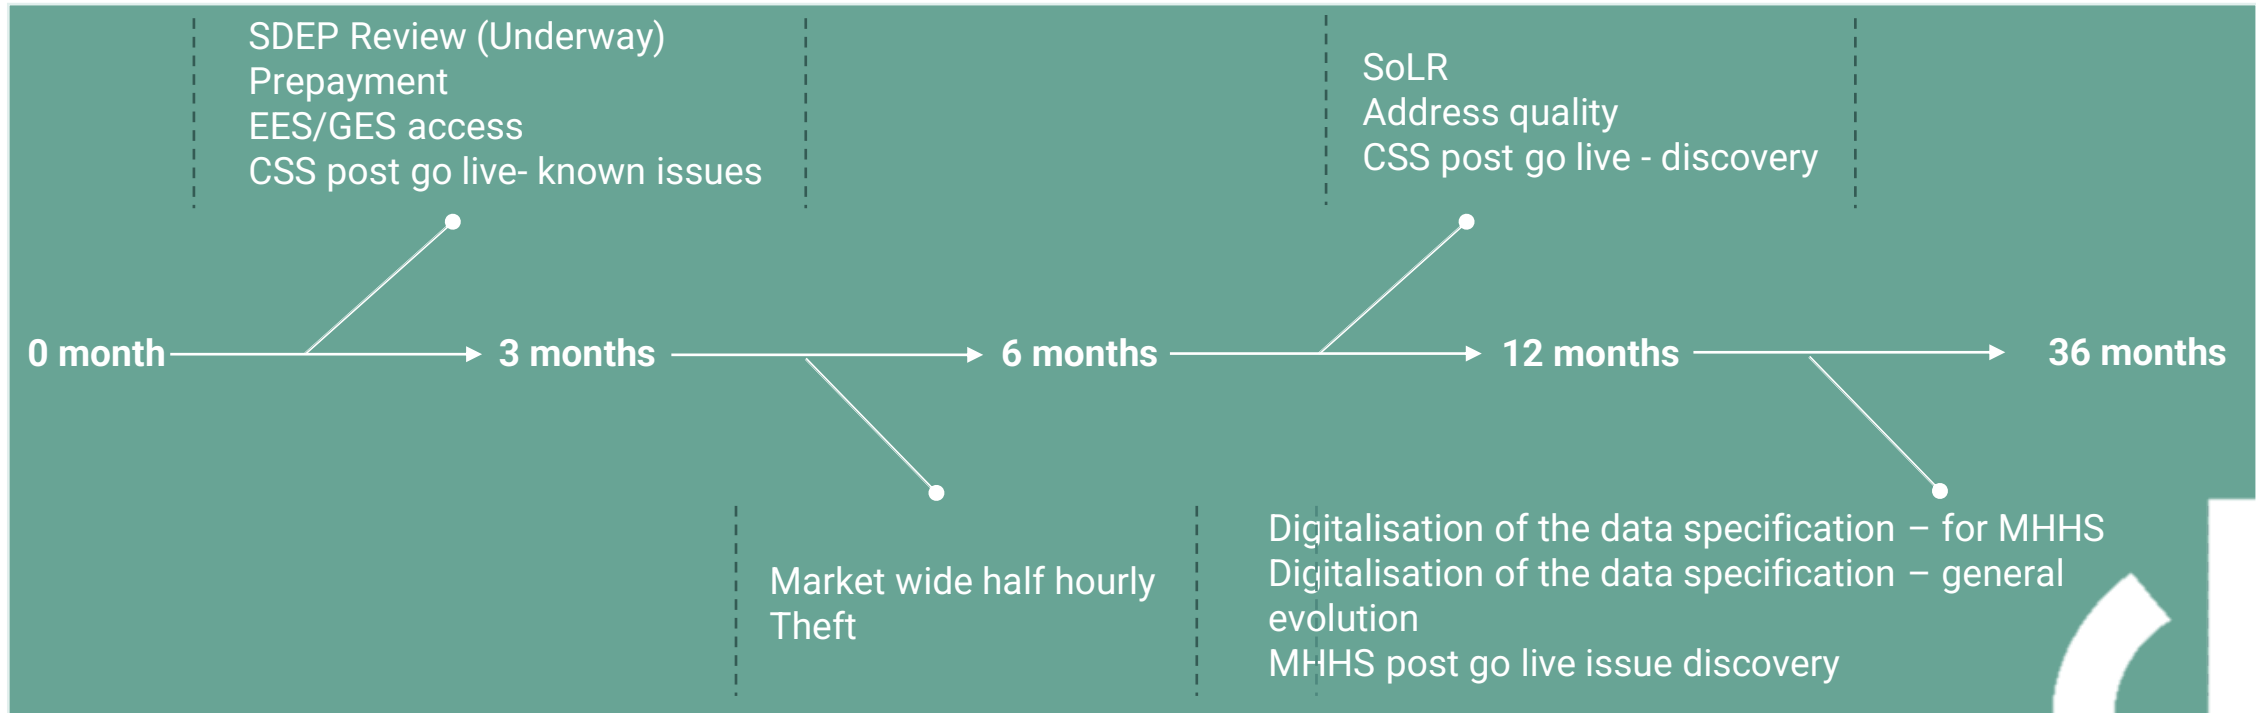 SDEP Review (Underway)
Prepayment
EES/GES access
CSS post go live- known issues
SoLR
Address quality
CSS post go live - discovery
0 month
3 months
6 months
12 months
36 months
Market wide half hourly
Theft
Digitalisation of the data specification – for MHHS
Digitalisation of the data specification – general
evolution
MHHS post go live issue discovery